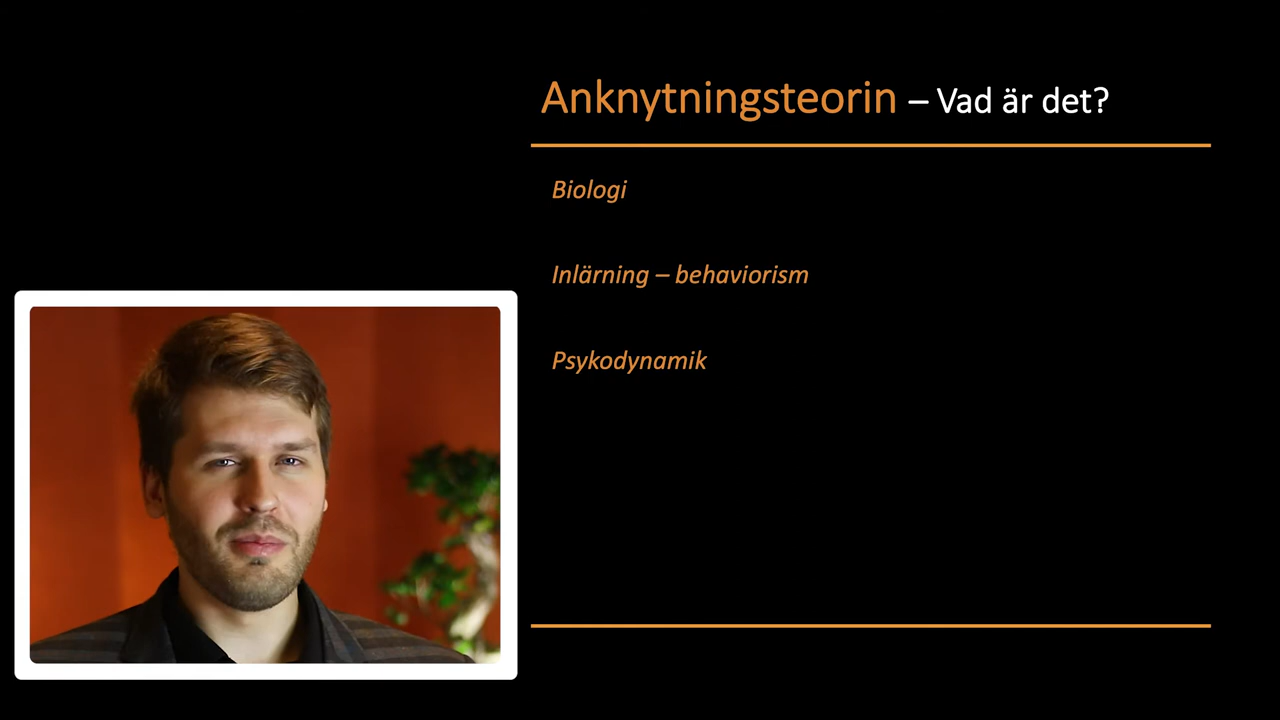 Anknytningsteorin – Vad är det?
Biologi
Inlärning – behaviorism
Psykodynamik